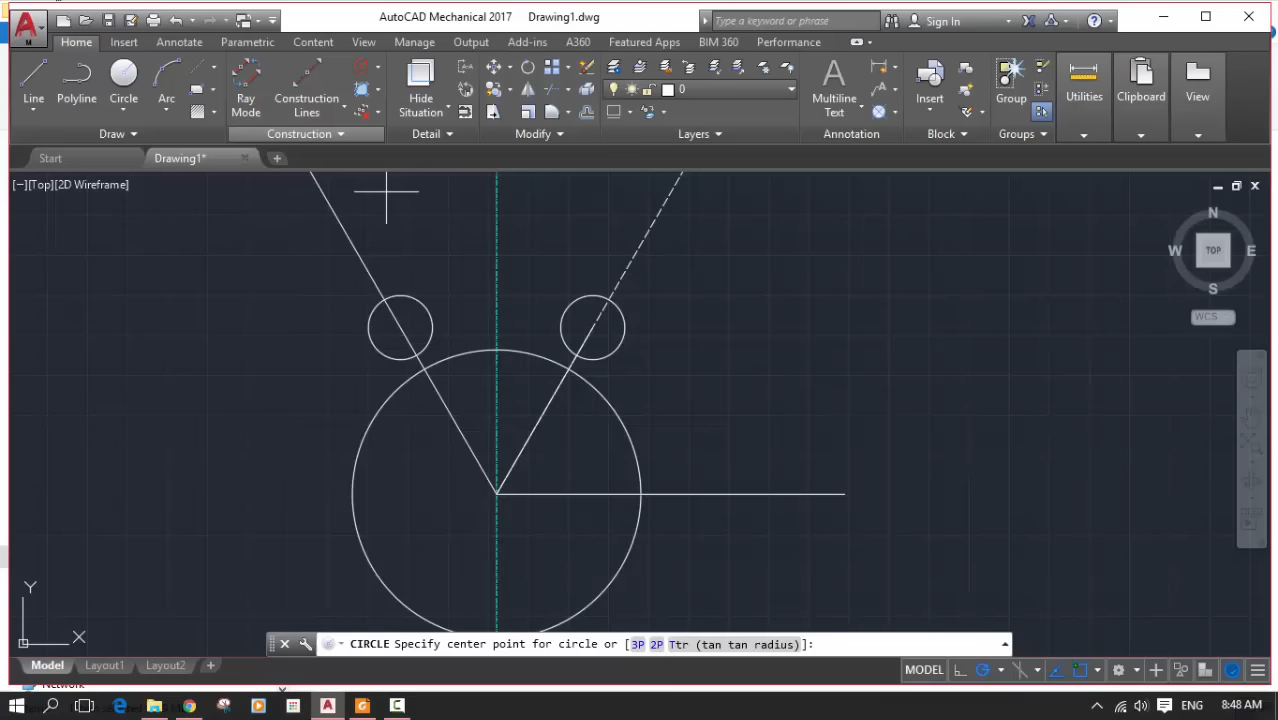 AutoCAD Mechanical 2017 Drawing1.dwg
Type a keyword or phrase
Sign In
M
Home Insert Annotate Parametric Content View Manage Output Add-ins A360 Featured Apps BIM 360 Performance
Line Polyline Circle Arc
Ray Mode
Construction Lines
Hide Situation
0
Multiline Text
Insert
Group
Utilities
Clipboard
View
Draw Construction Detail Modify Layers Annotation Block Groups
Start Drawing1*
[−][Top][2D Wireframe]
N
W TOP E
S
WCS
Y
X
CIRCLE Specify center point for circle or [3P 2P Ttr (tan tan radius)]:
Model Layout1 Layout2
MODEL
Network
ENG 8:48 AM